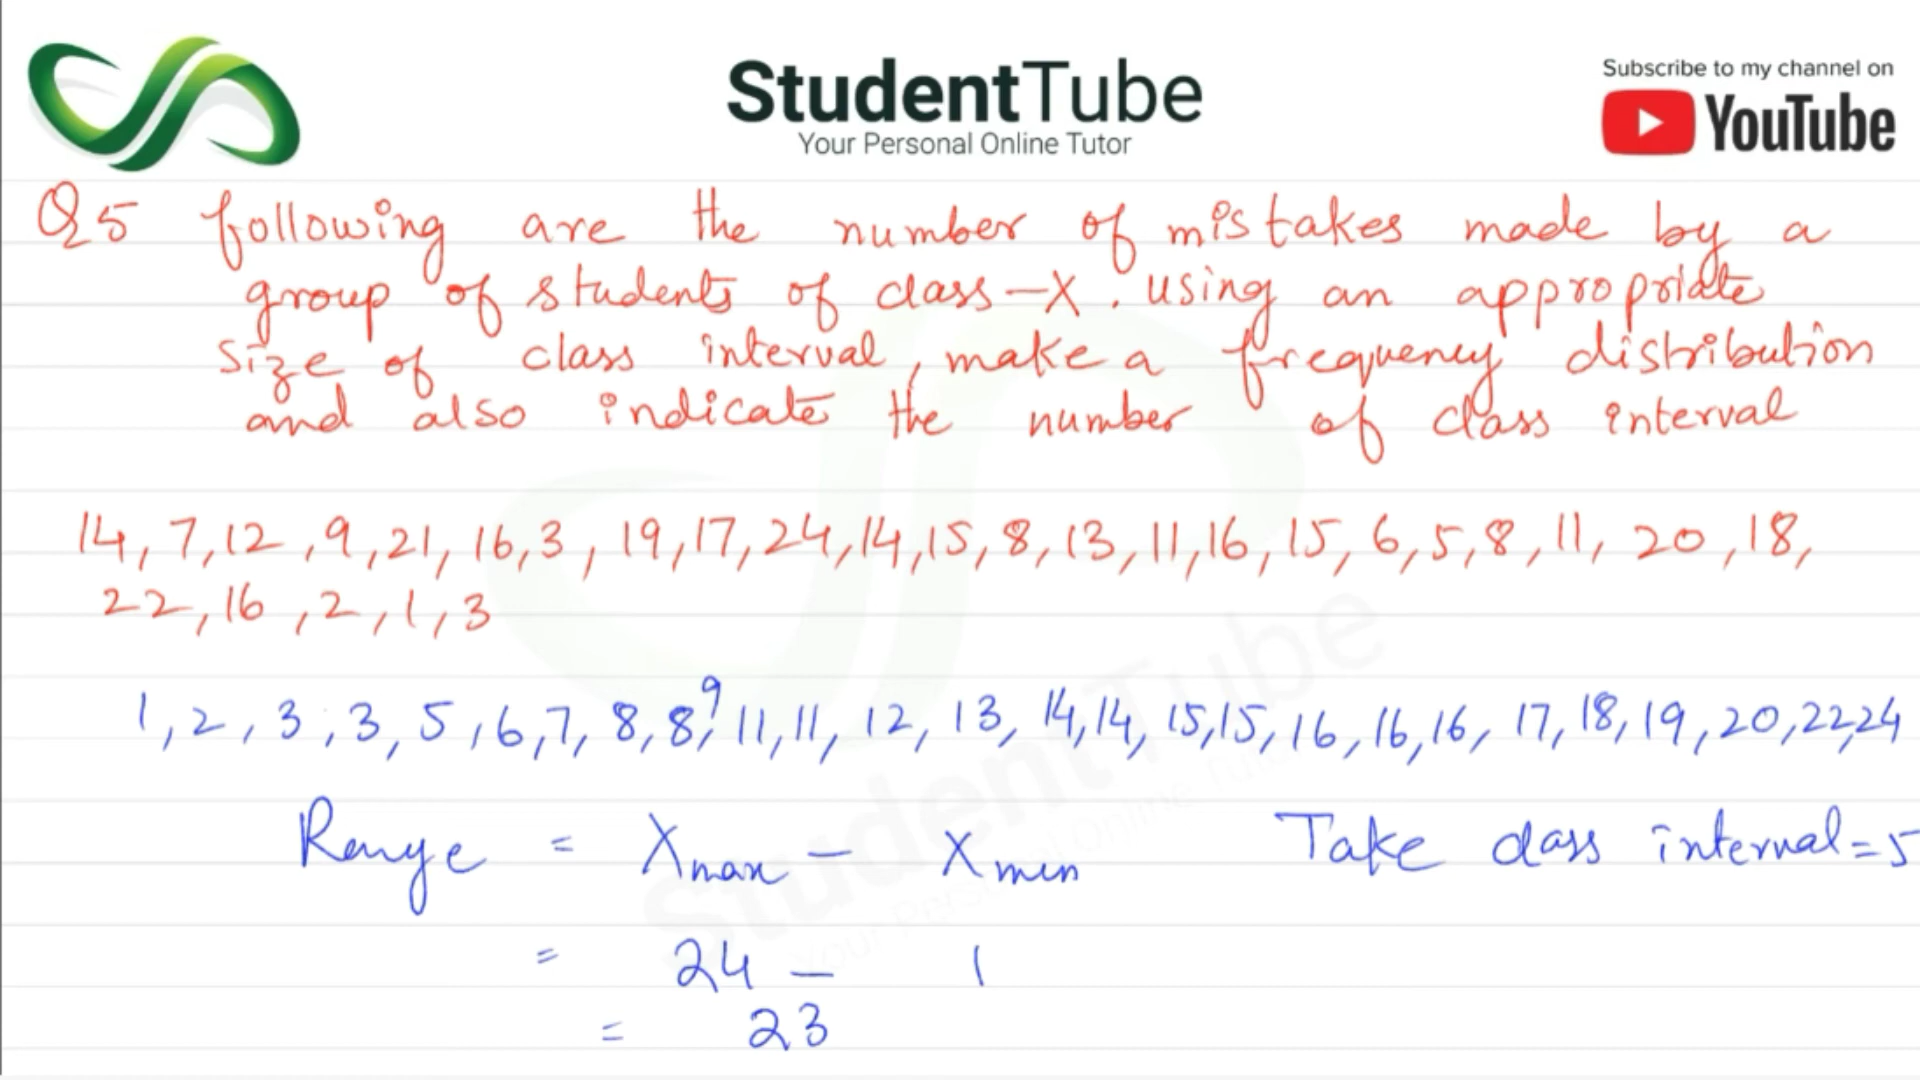 StudentTube
Your Personal Online Tutor
Subscribe to my channel on
YouTube
Q5 following are the number of mistakes made by a
group of students of class-X. Using an appropriate
size of class interval, make a frequency distribution
and also indicate the number of class interval
14, 7, 12, 9, 21, 16, 3, 19, 17, 24, 14, 15, 8, 13, 11, 16, 15, 6, 5, 8, 11, 20, 18,
22, 16, 2, 1, 3
1, 2, 3, 3, 5, 6, 7, 8, 8, 9, 11, 11, 12, 13, 14, 14, 15, 15, 16, 16, 16, 17, 18, 19, 20, 22, 24
Range = Xmax - Xmin Take class interval = 5
= 24 - 1
= 23
StudentTube
Your Personal Online Tutor